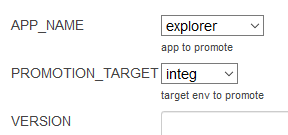 APP_NAME explorer
app to promote
PROMOTION_TARGET integ
target env to promote
VERSION